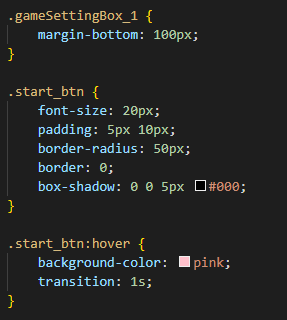 .gameSettingBox_1 {
    margin-bottom: 100px;
}

.start_btn {
    font-size: 20px;
    padding: 5px 10px;
    border-radius: 50px;
    border: 0;
    box-shadow: 0 0 5px #000;
}

.start_btn:hover {
    background-color: pink;
    transition: 1s;
}